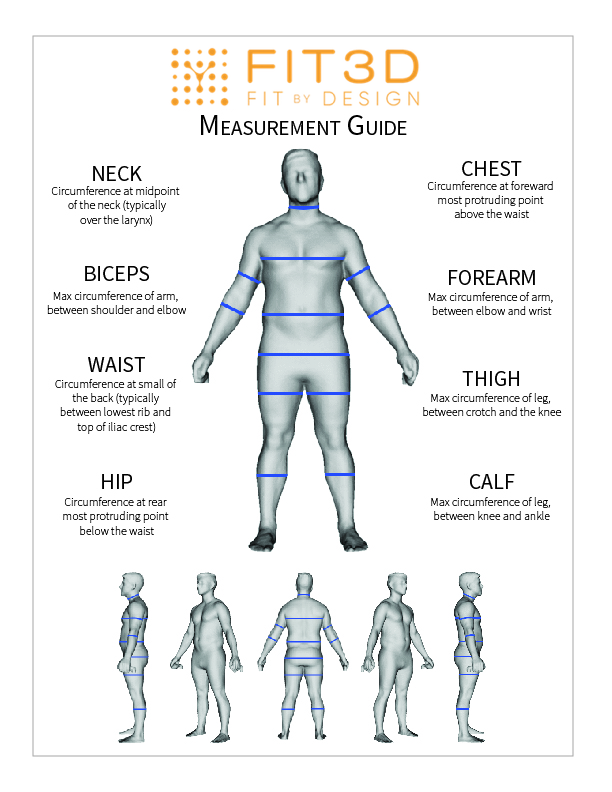 FIT3D
FIT BY DESIGN
MEASUREMENT GUIDE
NECK
Circumference at midpoint
of the neck (typically
over the larynx)
BICEPS
Max circumference of arm,
between shoulder and elbow
WAIST
Circumference at small of
the back (typically
between lowest rib and
top of iliac crest)
HIP
Circumference at rear
most protruding point
below the waist
CHEST
Circumference at foreward
most protruding point
above the waist
FOREARM
Max circumference of arm,
between elbow and wrist
THIGH
Max circumference of leg,
between crotch and the knee
CALF
Max circumference of leg,
between knee and ankle